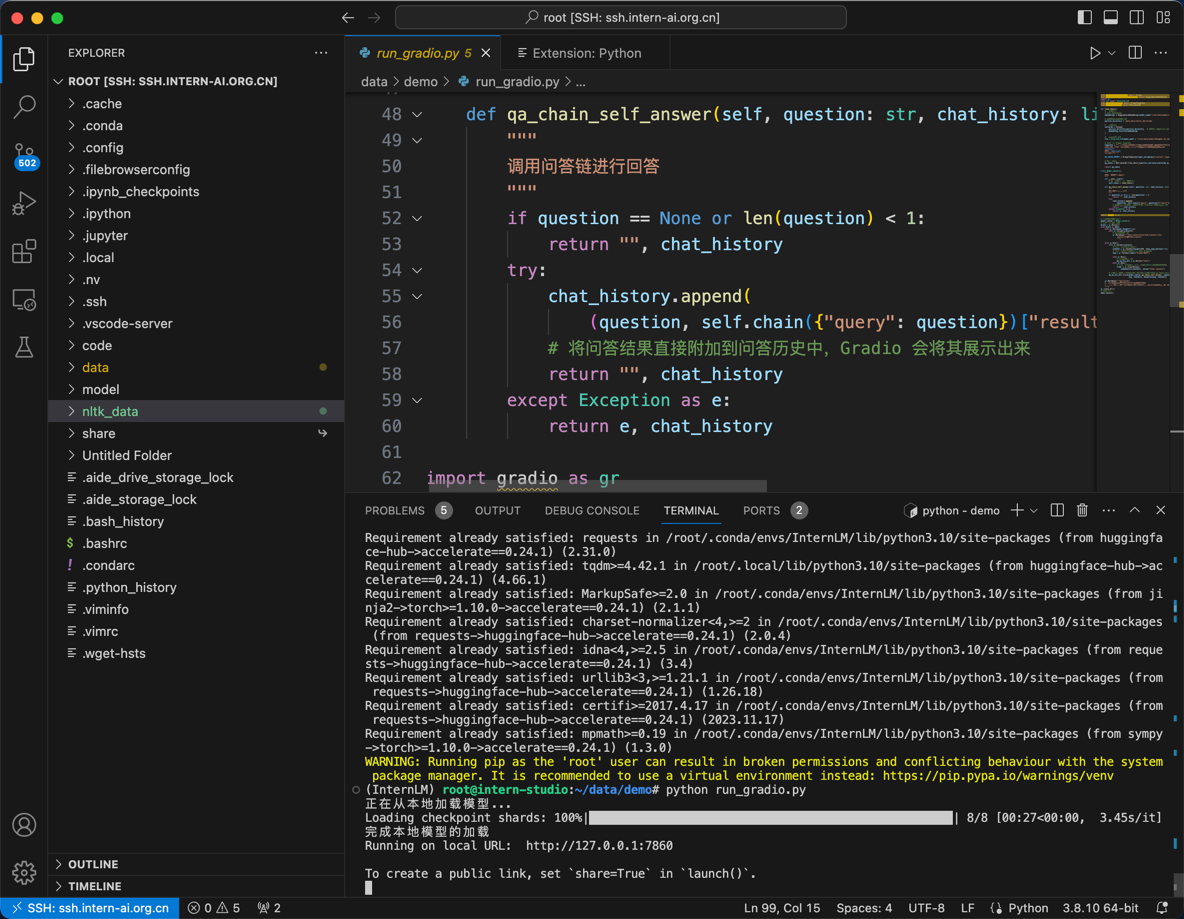 root [SSH: ssh.intern-ai.org.cn]
EXPLORER
run_gradio.py 5
Extension: Python
ROOT [SSH: SSH.INTERN-AI.ORG.CN]
data > demo > run_gradio.py > ...
.cache
.conda
.config
.filebrowserconfig
.ipynb_checkpoints
.ipython
.jupyter
.local
.nv
.ssh
.vscode-server
code
data
model
nltk_data
share
Untitled Folder
.aide_drive_storage_lock
.aide_storage_lock
.bash_history
.bashrc
.condarc
.python_history
.viminfo
.vimrc
.wget-hsts
OUTLINE
TIMELINE
502
48 def qa_chain_self_answer(self, question: str, chat_history: li
49 """
50 调用问答链进行回答
51 """
52 if question == None or len(question) < 1:
53 return "", chat_history
54 try:
55 chat_history.append(
56 (question, self.chain({"query": question})["result
57 # 将问答结果直接附加到问答历史中，Gradio 会将其展示出来
58 return "", chat_history
59 except Exception as e:
60 return e, chat_history
61
62 import gradio as gr
PROBLEMS 5 OUTPUT DEBUG CONSOLE TERMINAL PORTS 2 python - demo
Requirement already satisfied: requests in /root/.conda/envs/InternLM/lib/python3.10/site-packages (from huggingfa
ce-hub->accelerate==0.24.1) (2.31.0)
Requirement already satisfied: tqdm>=4.42.1 in /root/.local/lib/python3.10/site-packages (from huggingface-hub->ac
celerate==0.24.1) (4.66.1)
Requirement already satisfied: MarkupSafe>=2.0 in /root/.conda/envs/InternLM/lib/python3.10/site-packages (from ji
nja2->torch>=1.10.0->accelerate==0.24.1) (2.1.1)
Requirement already satisfied: charset-normalizer<4,>=2 in /root/.conda/envs/InternLM/lib/python3.10/site-packages
(from requests->huggingface-hub->accelerate==0.24.1) (2.0.4)
Requirement already satisfied: idna<4,>=2.5 in /root/.conda/envs/InternLM/lib/python3.10/site-packages (from reque
sts->huggingface-hub->accelerate==0.24.1) (3.4)
Requirement already satisfied: urllib3<3,>=1.21.1 in /root/.conda/envs/InternLM/lib/python3.10/site-packages (from
requests->huggingface-hub->accelerate==0.24.1) (1.26.18)
Requirement already satisfied: certifi>=2017.4.17 in /root/.conda/envs/InternLM/lib/python3.10/site-packages (from
requests->huggingface-hub->accelerate==0.24.1) (2023.11.17)
Requirement already satisfied: mpmath>=0.19 in /root/.conda/envs/InternLM/lib/python3.10/site-packages (from sympy
->torch>=1.10.0->accelerate==0.24.1) (1.3.0)
WARNING: Running pip as the 'root' user can result in broken permissions and conflicting behaviour with the system
package manager. It is recommended to use a virtual environment instead: https://pip.pypa.io/warnings/venv
(InternLM) root@intern-studio:~/data/demo# python run_gradio.py
正在从本地加载模型...
Loading checkpoint shards: 100%| | 8/8 [00:27<00:00, 3.45s/it]
完成本地模型的加载
Running on local URL: http://127.0.0.1:7860
To create a public link, set `share=True` in `launch()`.
SSH: ssh.intern-ai.org.cn 0 5 2 Ln 99, Col 15 Spaces: 4 UTF-8 LF Python 3.8.10 64-bit